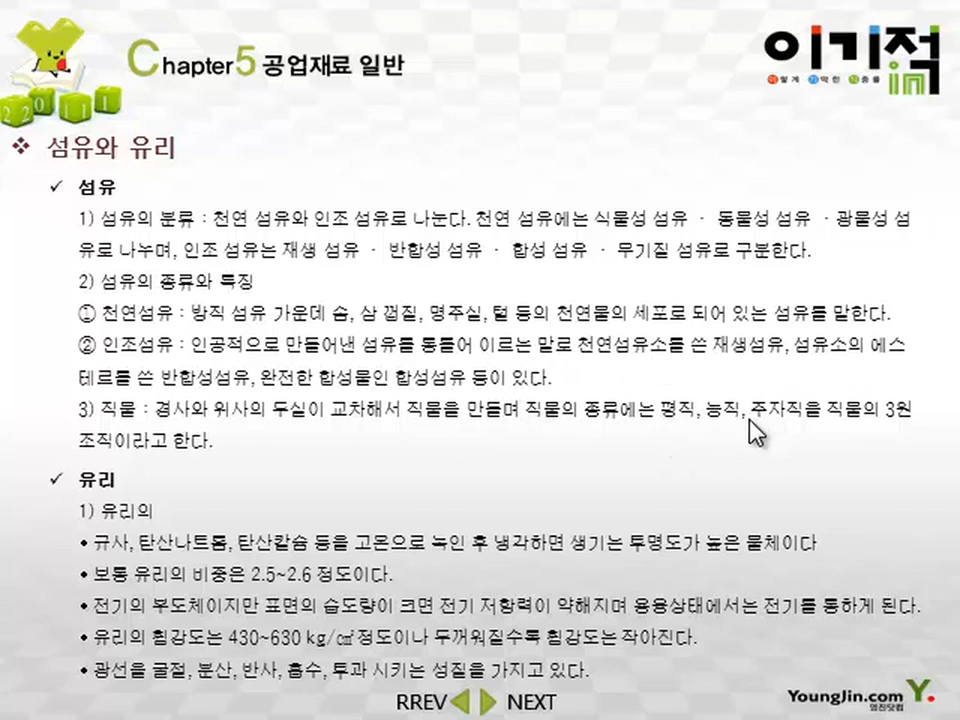 Chapter5 공업재료 일반
이기적 in
22011
❖ 섬유와 유리
✓ 섬유
1) 섬유의 분류 : 천연 섬유와 인조 섬유로 나눈다. 천연 섬유에는 식물성 섬유 · 동물성 섬유 · 광물성 섬
유로 나누며, 인조 섬유는 재생 섬유 · 반합성 섬유 · 합성 섬유 · 무기질 섬유로 구분한다.
2) 섬유의 종류와 특징
① 천연섬유 : 방직 섬유 가운데 솜, 삼 껍질, 명주실, 털 등의 천연물의 세포로 되어 있는 섬유를 말한다.
② 인조섬유 : 인공적으로 만들어낸 섬유를 통틀어 이르는 말로 천연섬유소를 쓴 재생섬유, 섬유소의 에스
테르를 쓴 반합성섬유, 완전한 합성물인 합성섬유 등이 있다.
3) 직물 : 경사와 위사의 두실이 교차해서 직물을 만들며 직물의 종류에는 평직, 능직, 주자직을 직물의 3원
조직이라고 한다.
✓ 유리
1) 유리의
• 규사, 탄산나트륨, 탄산칼슘 등을 고온으로 녹인 후 냉각하면 생기는 투명도가 높은 물체이다
• 보통 유리의 비중은 2.5~2.6 정도이다.
• 전기의 부도체이지만 표면의 습도량이 크면 전기 저항력이 약해지며 용융상태에서는 전기를 통하게 된다.
• 유리의 휨강도는 430~630 kg/㎠ 정도이나 두꺼워질수록 휨강도는 작아진다.
• 광선을 굴절, 분산, 반사, 흡수, 투과 시키는 성질을 가지고 있다.
RREV NEXT
YoungJin.com Y.
영진닷컴